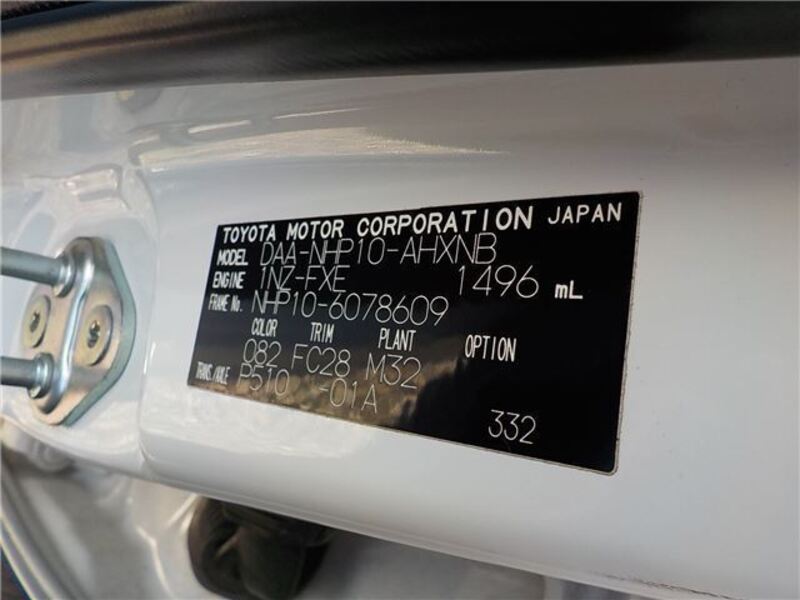 TOYOTA MOTOR CORPORATION JAPAN
MODEL DAA-NHP10-AHXNB
ENGINE 1NZ-FXE 1496 mL
FRAME No. NHP10-6078609
COLOR TRIM PLANT OPTION
082 FC28 M32
TRANS./AXLE P510 -01A
332